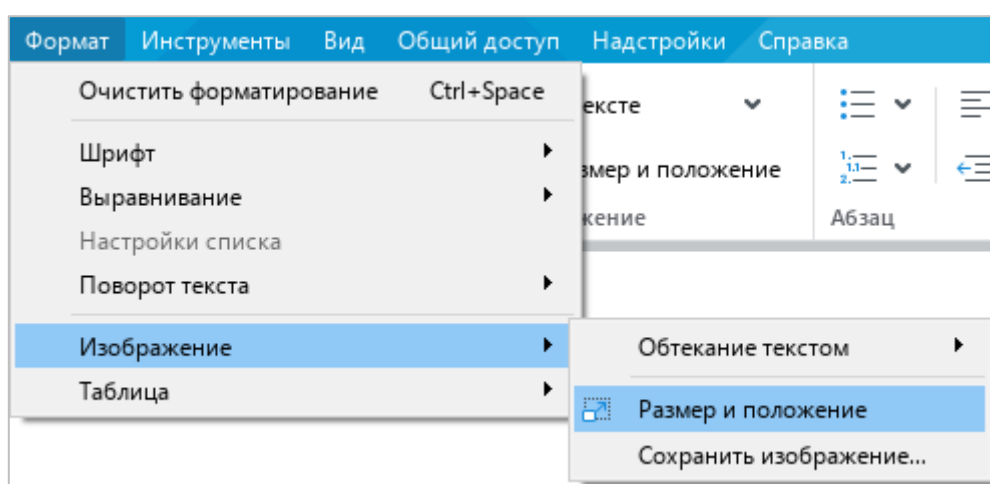 Формат Инструменты Вид Общий доступ Надстройки Справка
Очистить форматирование Ctrl+Space
ексте
Шрифт
змер и положение
Выравнивание
жение
Абзац
Настройки списка
Поворот текста
Изображение
Обтекание текстом
Таблица
Размер и положение
Сохранить изображение...